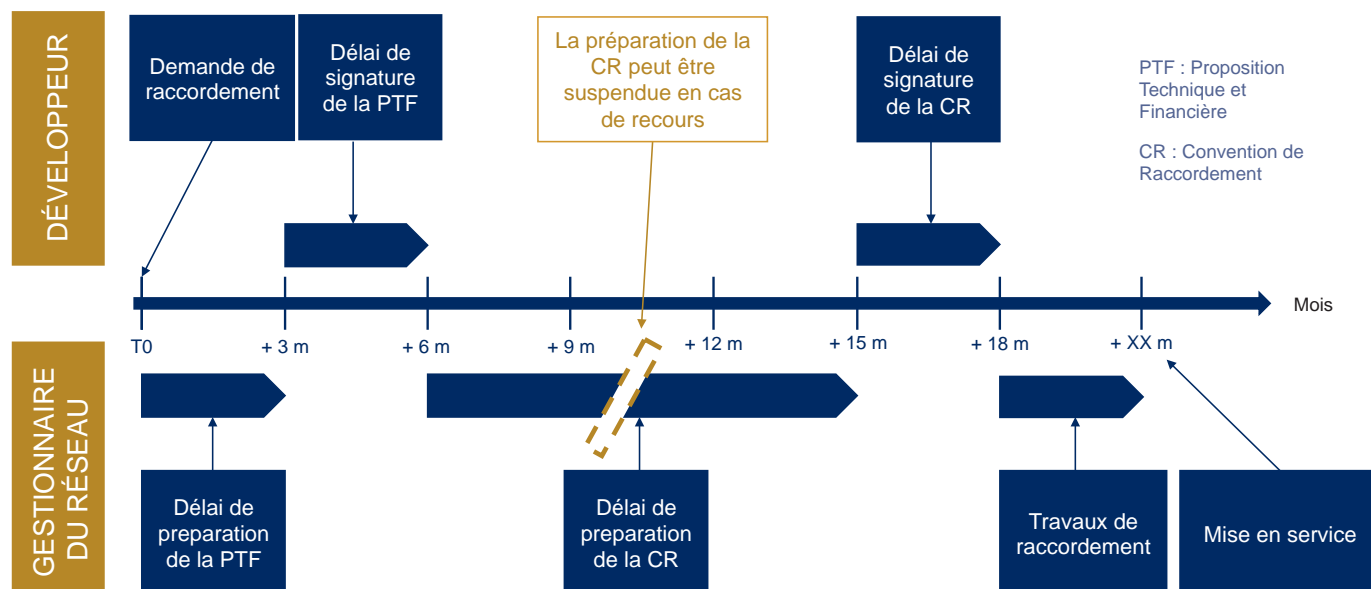 DÉVELOPPEUR
Demande de
raccordement
Délai de
signature
de la PTF
La préparation de la
CR peut être
suspendue en cas
de recours
Délai de
signature
de la CR
PTF : Proposition
Technique et
Financière
CR : Convention de
Raccordement
Mois
T0
+ 3 m
+ 6 m
+ 9 m
+ 12 m
+ 15 m
+ 18 m
+ XX m
GESTIONNAIRE
DU RÉSEAU
Délai de
preparation
de la PTF
Délai de
preparation
de la CR
Travaux de
raccordement
Mise en service